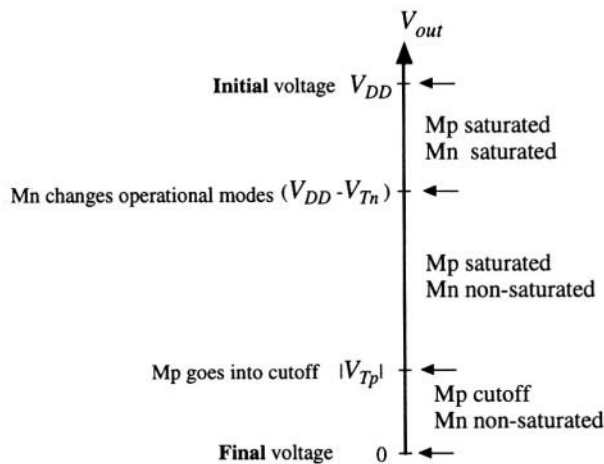 V_out
Initial voltage V_DD
Mp saturated
Mn saturated
Mn changes operational modes (V_DD - V_Tn)
Mp saturated
Mn non-saturated
Mp goes into cutoff |V_Tp|
Mp cutoff
Mn non-saturated
Final voltage 0